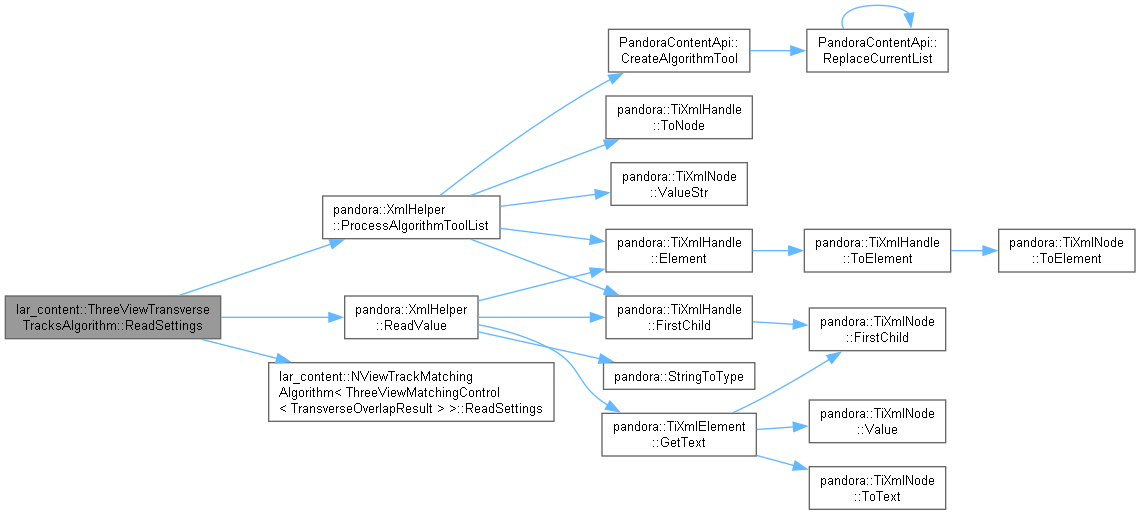 lar_content::ThreeViewTransverse
TracksAlgorithm::ReadSettings
pandora::XmlHelper
::ProcessAlgorithmToolList
pandora::XmlHelper
::ReadValue
lar_content::NViewTrackMatching
Algorithm< ThreeViewMatchingControl
< TransverseOverlapResult > >::ReadSettings
PandoraContentApi::
CreateAlgorithmTool
pandora::TiXmlHandle
::ToNode
pandora::TiXmlNode
::ValueStr
pandora::TiXmlHandle
::Element
pandora::TiXmlHandle
::FirstChild
pandora::StringToType
pandora::TiXmlElement
::GetText
PandoraContentApi::
ReplaceCurrentList
pandora::TiXmlHandle
::ToElement
pandora::TiXmlNode
::FirstChild
pandora::TiXmlNode
::Value
pandora::TiXmlNode
::ToText
pandora::TiXmlNode
::ToElement